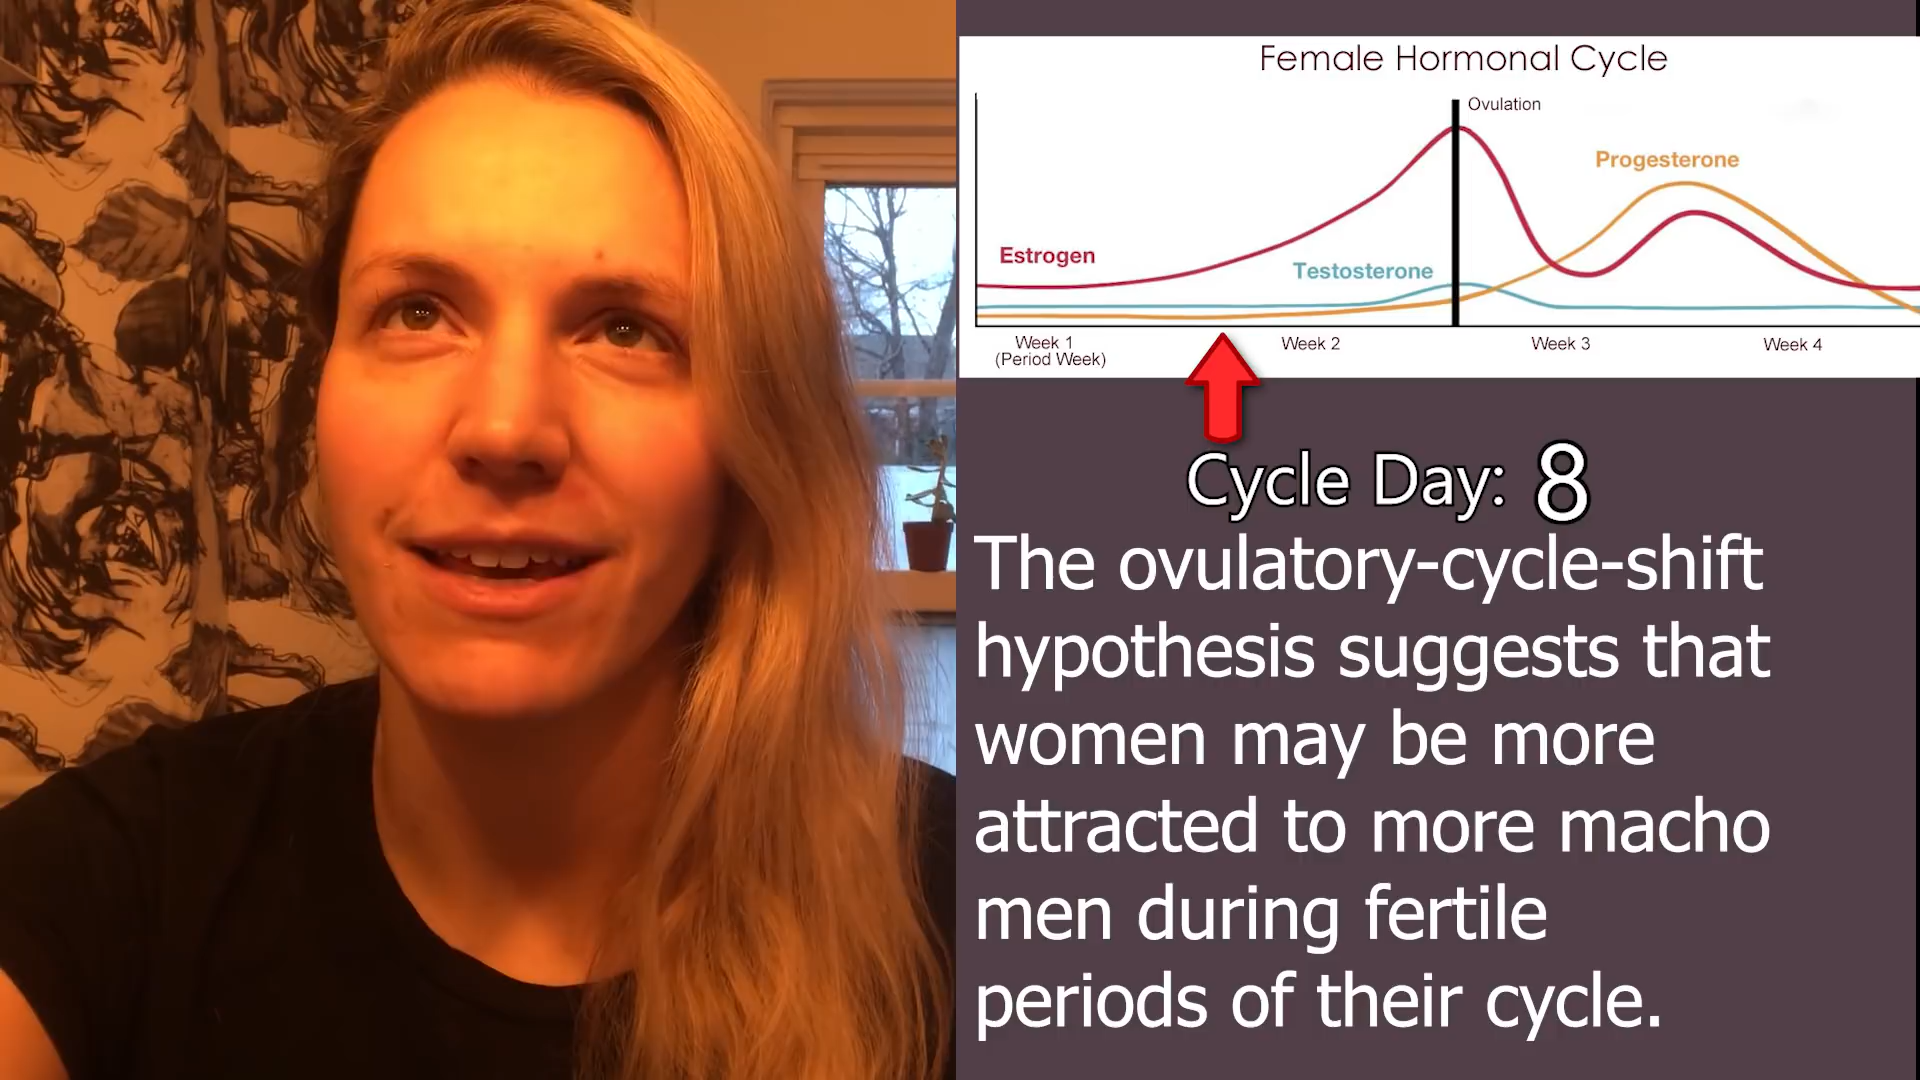 Female Hormonal Cycle
Ovulation
Progesterone
Estrogen
Testosterone
Week 1
(Period Week)
Week 2
Week 3
Week 4
Cycle Day: 8
The ovulatory-cycle-shift
hypothesis suggests that
women may be more
attracted to more macho
men during fertile
periods of their cycle.